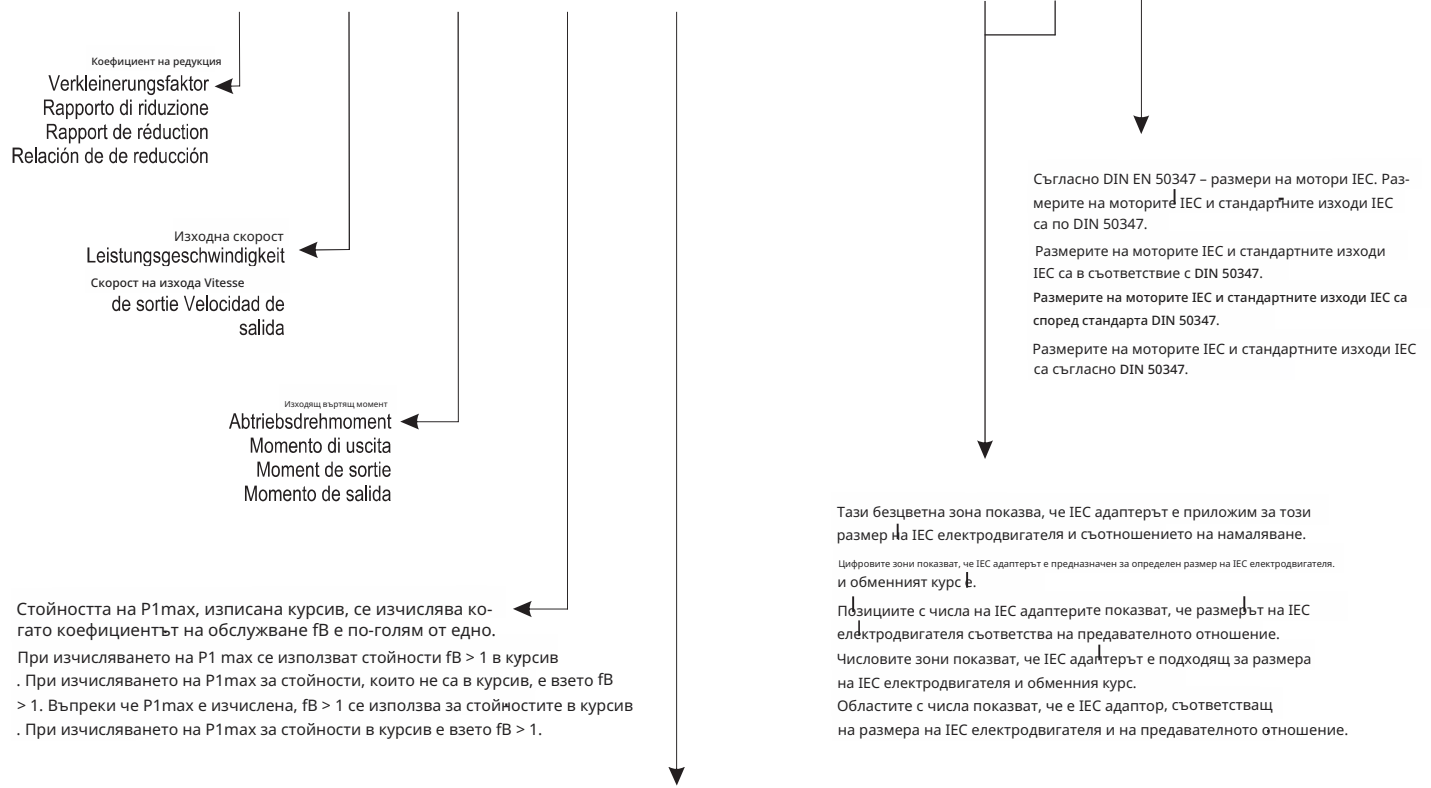 Коефициент на редукция
Verkleinerungsfaktor
Rapporto di riduzione
Rapport de réduction
Relación de de reducción
Изходна скорост
Leistungsgeschwindigkeit
Скорост на изхода Vitesse
de sortie Velocidad de
salida
Изходящ въртящ момент
Abtriebsdrehmoment
Momento di uscita
Moment de sortie
Momento de salida
Стойността на P1max, изписана курсив, се изчислява ко-
гато коефициентът на обслужване fB е по-голям от едно.
При изчисляването на P1 max се използват стойности fB > 1 в курсив
. При изчисляването на P1max за стойности, които не са в курсив, е взето fB
> 1. Въпреки че P1max е изчислена, fB > 1 се използва за стойностите в курсив
. При изчисляването на P1max за стойности в курсив е взето fB > 1.
Съгласно DIN EN 50347 – размери на мотори IEC. Раз-
мерите на моторите IEC и стандартните изходи IEC
са по DIN 50347.
Размерите на моторите IEC и стандартните изходи
IEC са в съответствие с DIN 50347.
Размерите на моторите IEC и стандартните изходи IEC са
според стандарта DIN 50347.
Размерите на моторите IEC и стандартните изходи IEC
са съгласно DIN 50347.
Тази безцветна зона показва, че IEC адаптерът е приложим за този
размер на IEC електродвигателя и съотношението на намаляване.
Цифровите зони показват, че IEC адаптерът е предназначен за определен размер на IEC електродвигателя.
и обменният курс е.
Позициите с числа на IEC адаптерите показват, че размерът на IEC
електродвигателя съответства на предавателното отношение.
Числовите зони показват, че IEC адаптерът е подходящ за размера
на IEC електродвигателя и обменния курс.
Областите с числа показват, че е IEC адаптор, съответстващ
на размера на IEC електродвигателя и на предавателното отношение.